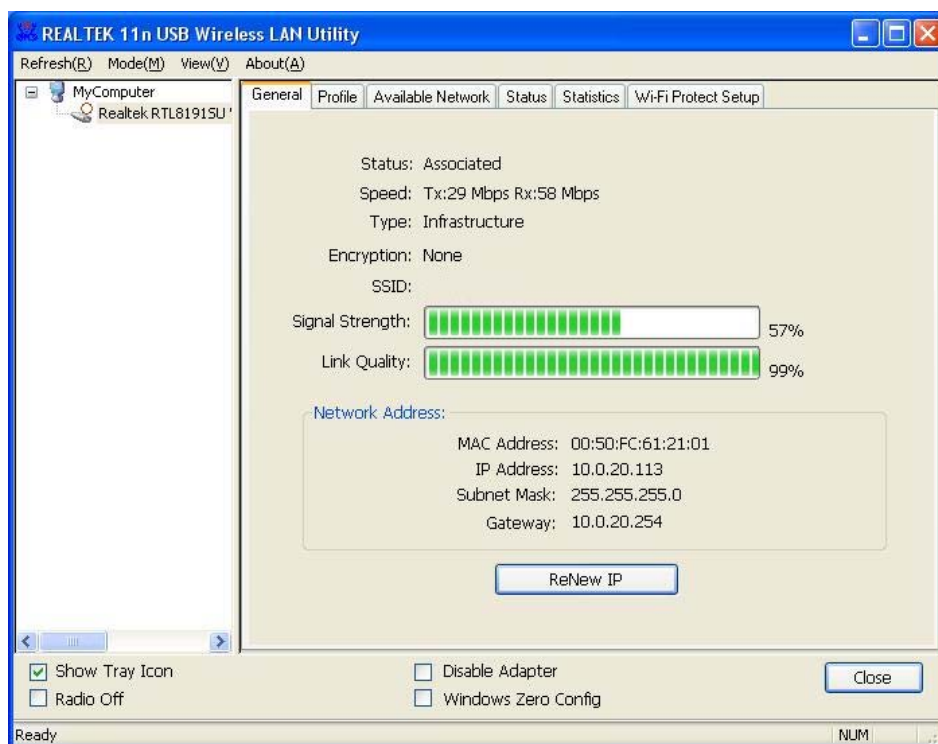 REALTEK 11n USB Wireless LAN Utility
Refresh(R) Mode(M) View(V) About(A)
MyComputer
Realtek RTL8191SU '
General Profile Available Network Status Statistics Wi-Fi Protect Setup
Status: Associated
Speed: Tx:29 Mbps Rx:58 Mbps
Type: Infrastructure
Encryption: None
SSID:
Signal Strength: 57%
Link Quality: 99%
Network Address:
MAC Address: 00:50:FC:61:21:01
IP Address: 10.0.20.113
Subnet Mask: 255.255.255.0
Gateway: 10.0.20.254
ReNew IP
Show Tray Icon Disable Adapter
Radio Off Windows Zero Config
Close
Ready NUM